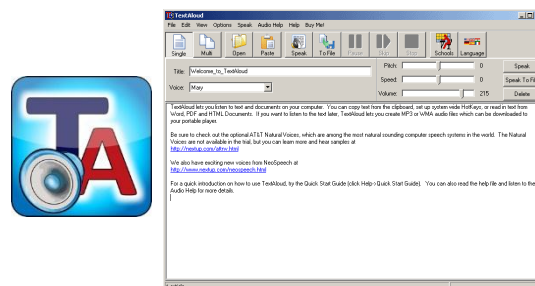 TA
TextAloud
File Edit View Options Speak Audio Help Help Buy Me!
Single Multi Open Paste Speak To File Pause Skip Stop Schools Language
Title: Welcome_to_TextAloud
Voice: Mary
Pitch: 0 Speak
Speed: 0 Speak To Fil
Volume: 215 Delete
TextAloud lets you listen to text and documents on your computer. You can copy text from the clipboard, set up system wide HotKeys, or read in text from
Word, PDF and HTML Documents. If you want to listen to the text later, TextAloud lets you create MP3 or WMA audio files which can be downloaded to
your portable player.
Be sure to check out the optional AT&T Natural Voices, which are among the most natural sounding computer speech systems in the world. The Natural
Voices are not available in the trial, but you can learn more and hear samples at
http://nextup.com/attnv.html
We also have exciting new voices from NeoSpeech at
http://www.nextup.com/neospeech.html
For a quick introduction on how to use TextAloud, try the Quick Start Guide (click Help>Quick Start Guide). You can also read the help file and listen to the
Audio Help for more details.